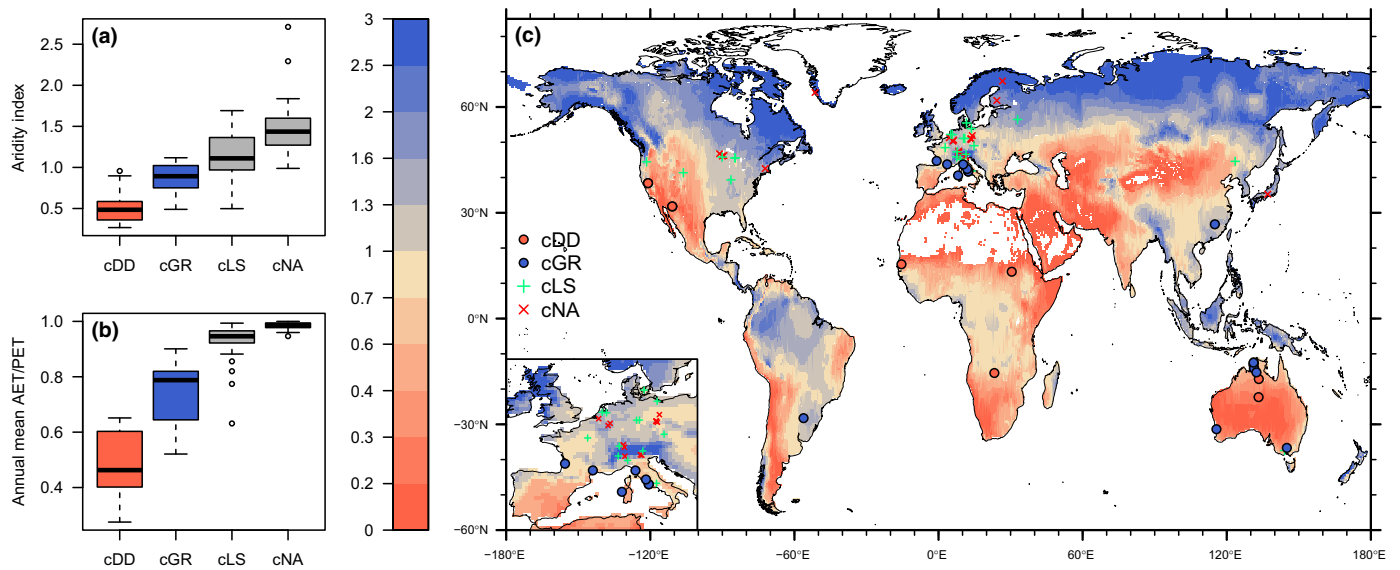 (a)
Aridity index
2.5
2.0
1.5
1.0
0.5
cDD cGR cLS cNA
(b)
Annual mean AET/PET
1.0
0.8
0.6
0.4
cDD cGR cLS cNA
3
2.5
2
1.6
1.3
1
0.7
0.6
0.4
0.3
0.2
0
(c)
60°N
30°N
0°N
−30°N
−60°N
cDD
cGR
cLS
cNA
−180°E −120°E −60°E 0°E 60°E 120°E 180°E